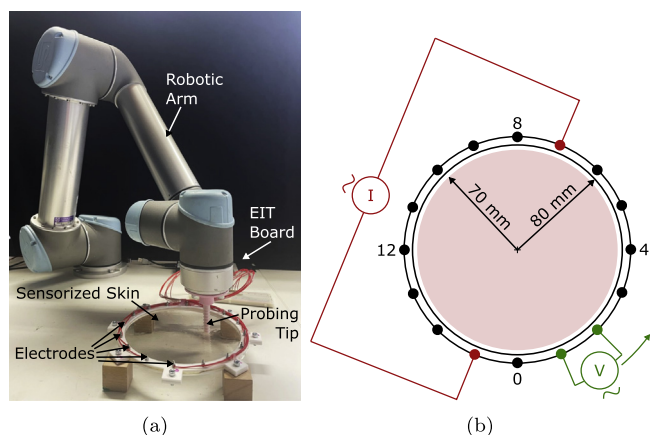 Robotic
Arm
EIT
Board
Sensorized Skin
Probing
Tip
Electrodes
(a)
8
I
70 mm
80 mm
12
4
V
0
(b)